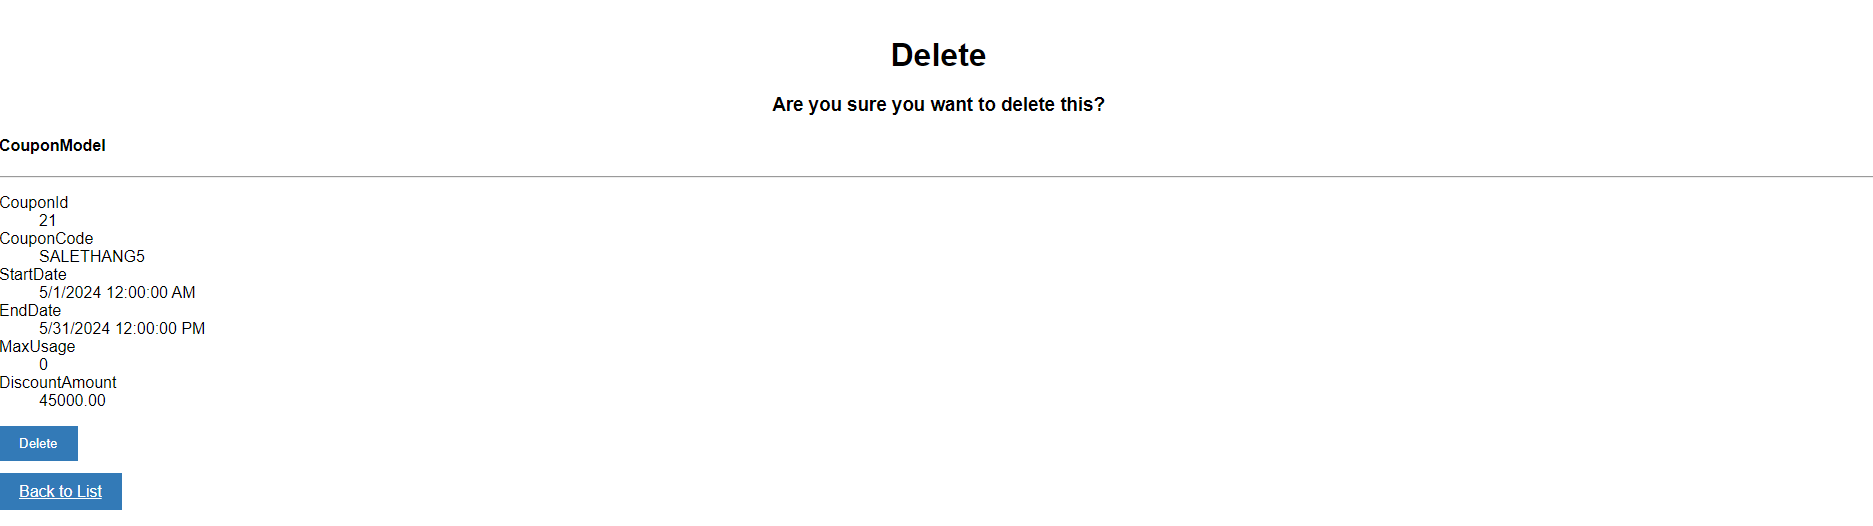 Delete
Are you sure you want to delete this?
CouponModel
CouponId
21
CouponCode
SALETHANG5
StartDate
5/1/2024 12:00:00 AM
EndDate
5/31/2024 12:00:00 PM
MaxUsage
0
DiscountAmount
45000.00
Delete
Back to List